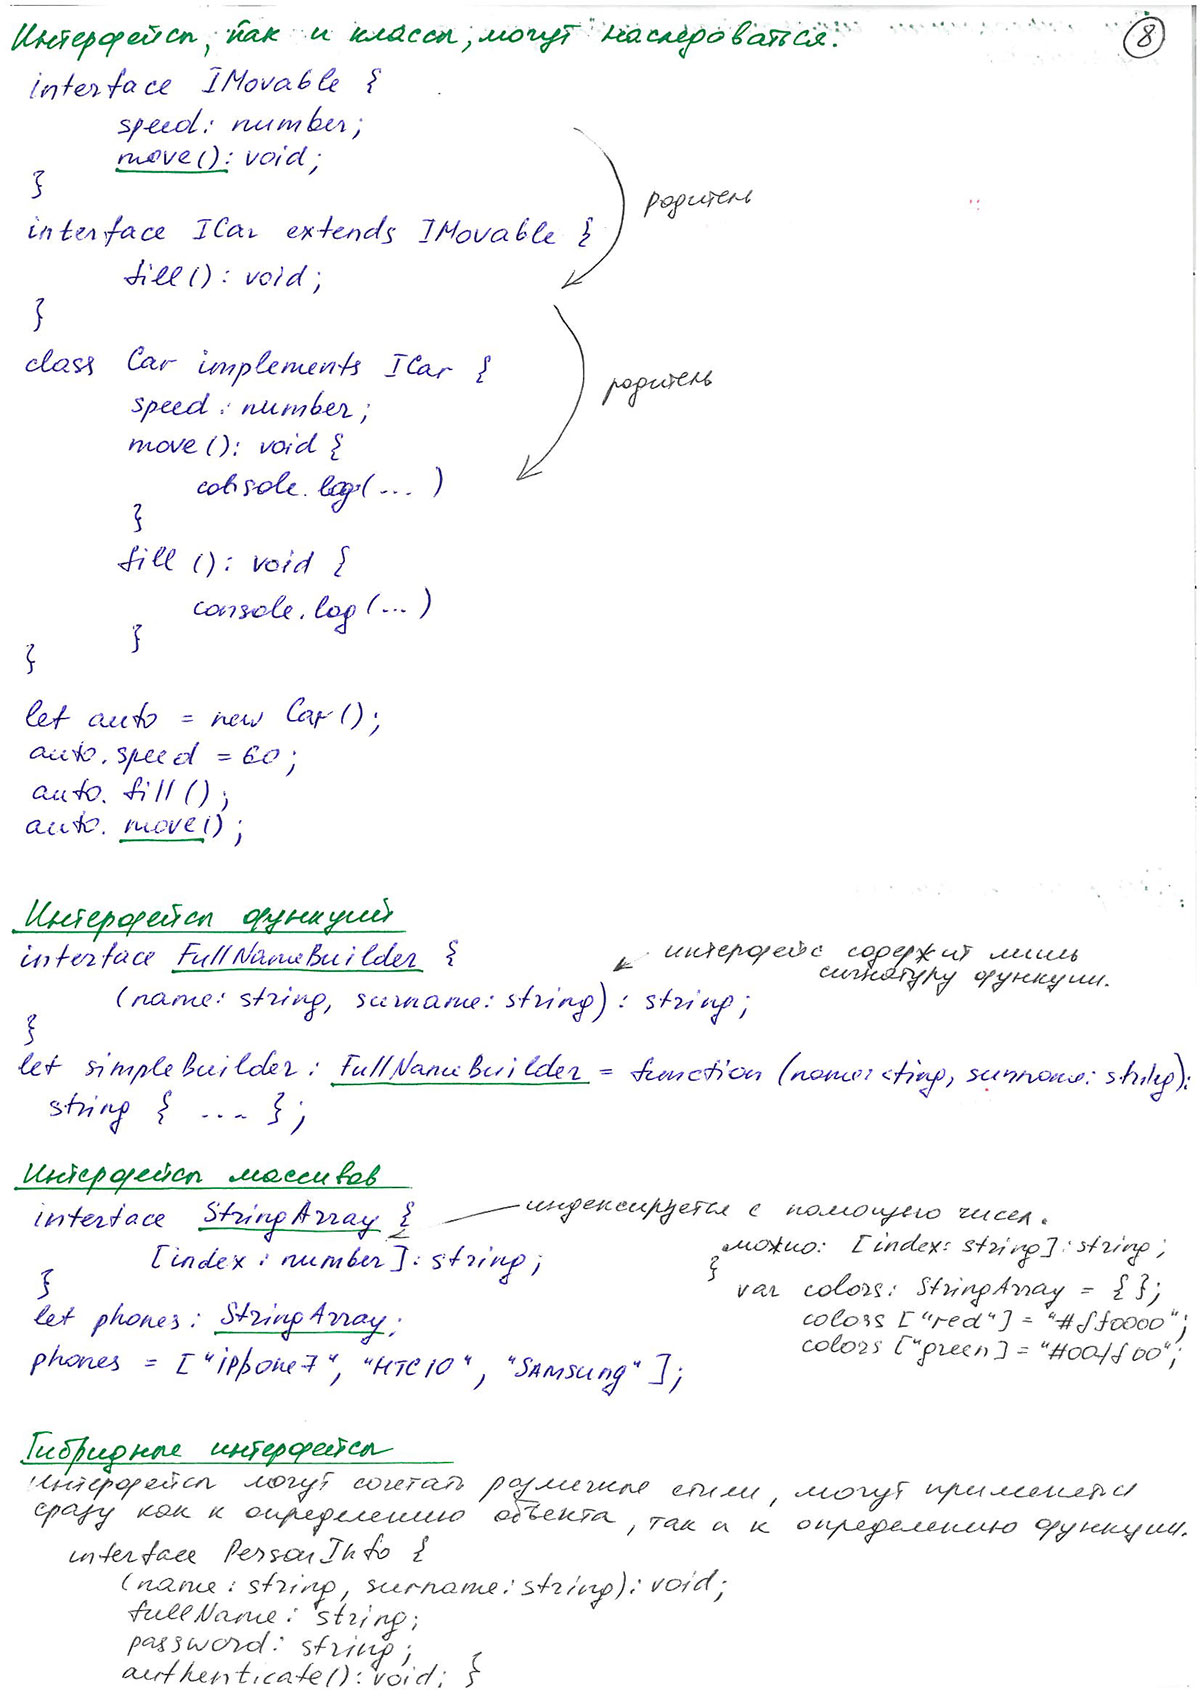 Интерфейсы, как и классы, могут наследоваться.
8
interface IMovable {
speed: number;
move(): void;
}
родитель
interface ICar extends IMovable {
fill(): void;
}
class Car implements ICar {
родитель
speed: number;
move(): void {
console.log(...)
}
fill(): void {
console.log(...)
}
}
let auto = new Car();
auto.speed = 60;
auto.fill();
auto.move();
Интерфейсы функций
interface FullNameBuilder {
интерфейс содержит лишь
сигнатуру функции.
(name: string, surname: string): string;
}
let simpleBuilder: FullNameBuilder = function (name: sting, surname: string):
string { .... };
Интерфейсы массивов
interface StringArray {
индексируется с помощью чисел.
[index: number]: string;
}
let phones: StringArray;
phones = ["iphone7", "HTC10", "SAMSUng"];
можно: [index: string]: string;
}
var colors: StringArray = { };
colors ["red"] = "#ff0000";
colors ["green] = "#00ff00";
Гибридные интерфейсы
Интерфейсы могут сочетать различные стили, могут применяться
сразу как к определению объекта, так и к определению функции.
interface PersonInfo {
(name: string, surname: string): void;
fullName: string;
password: string;
authenticate(): void; }